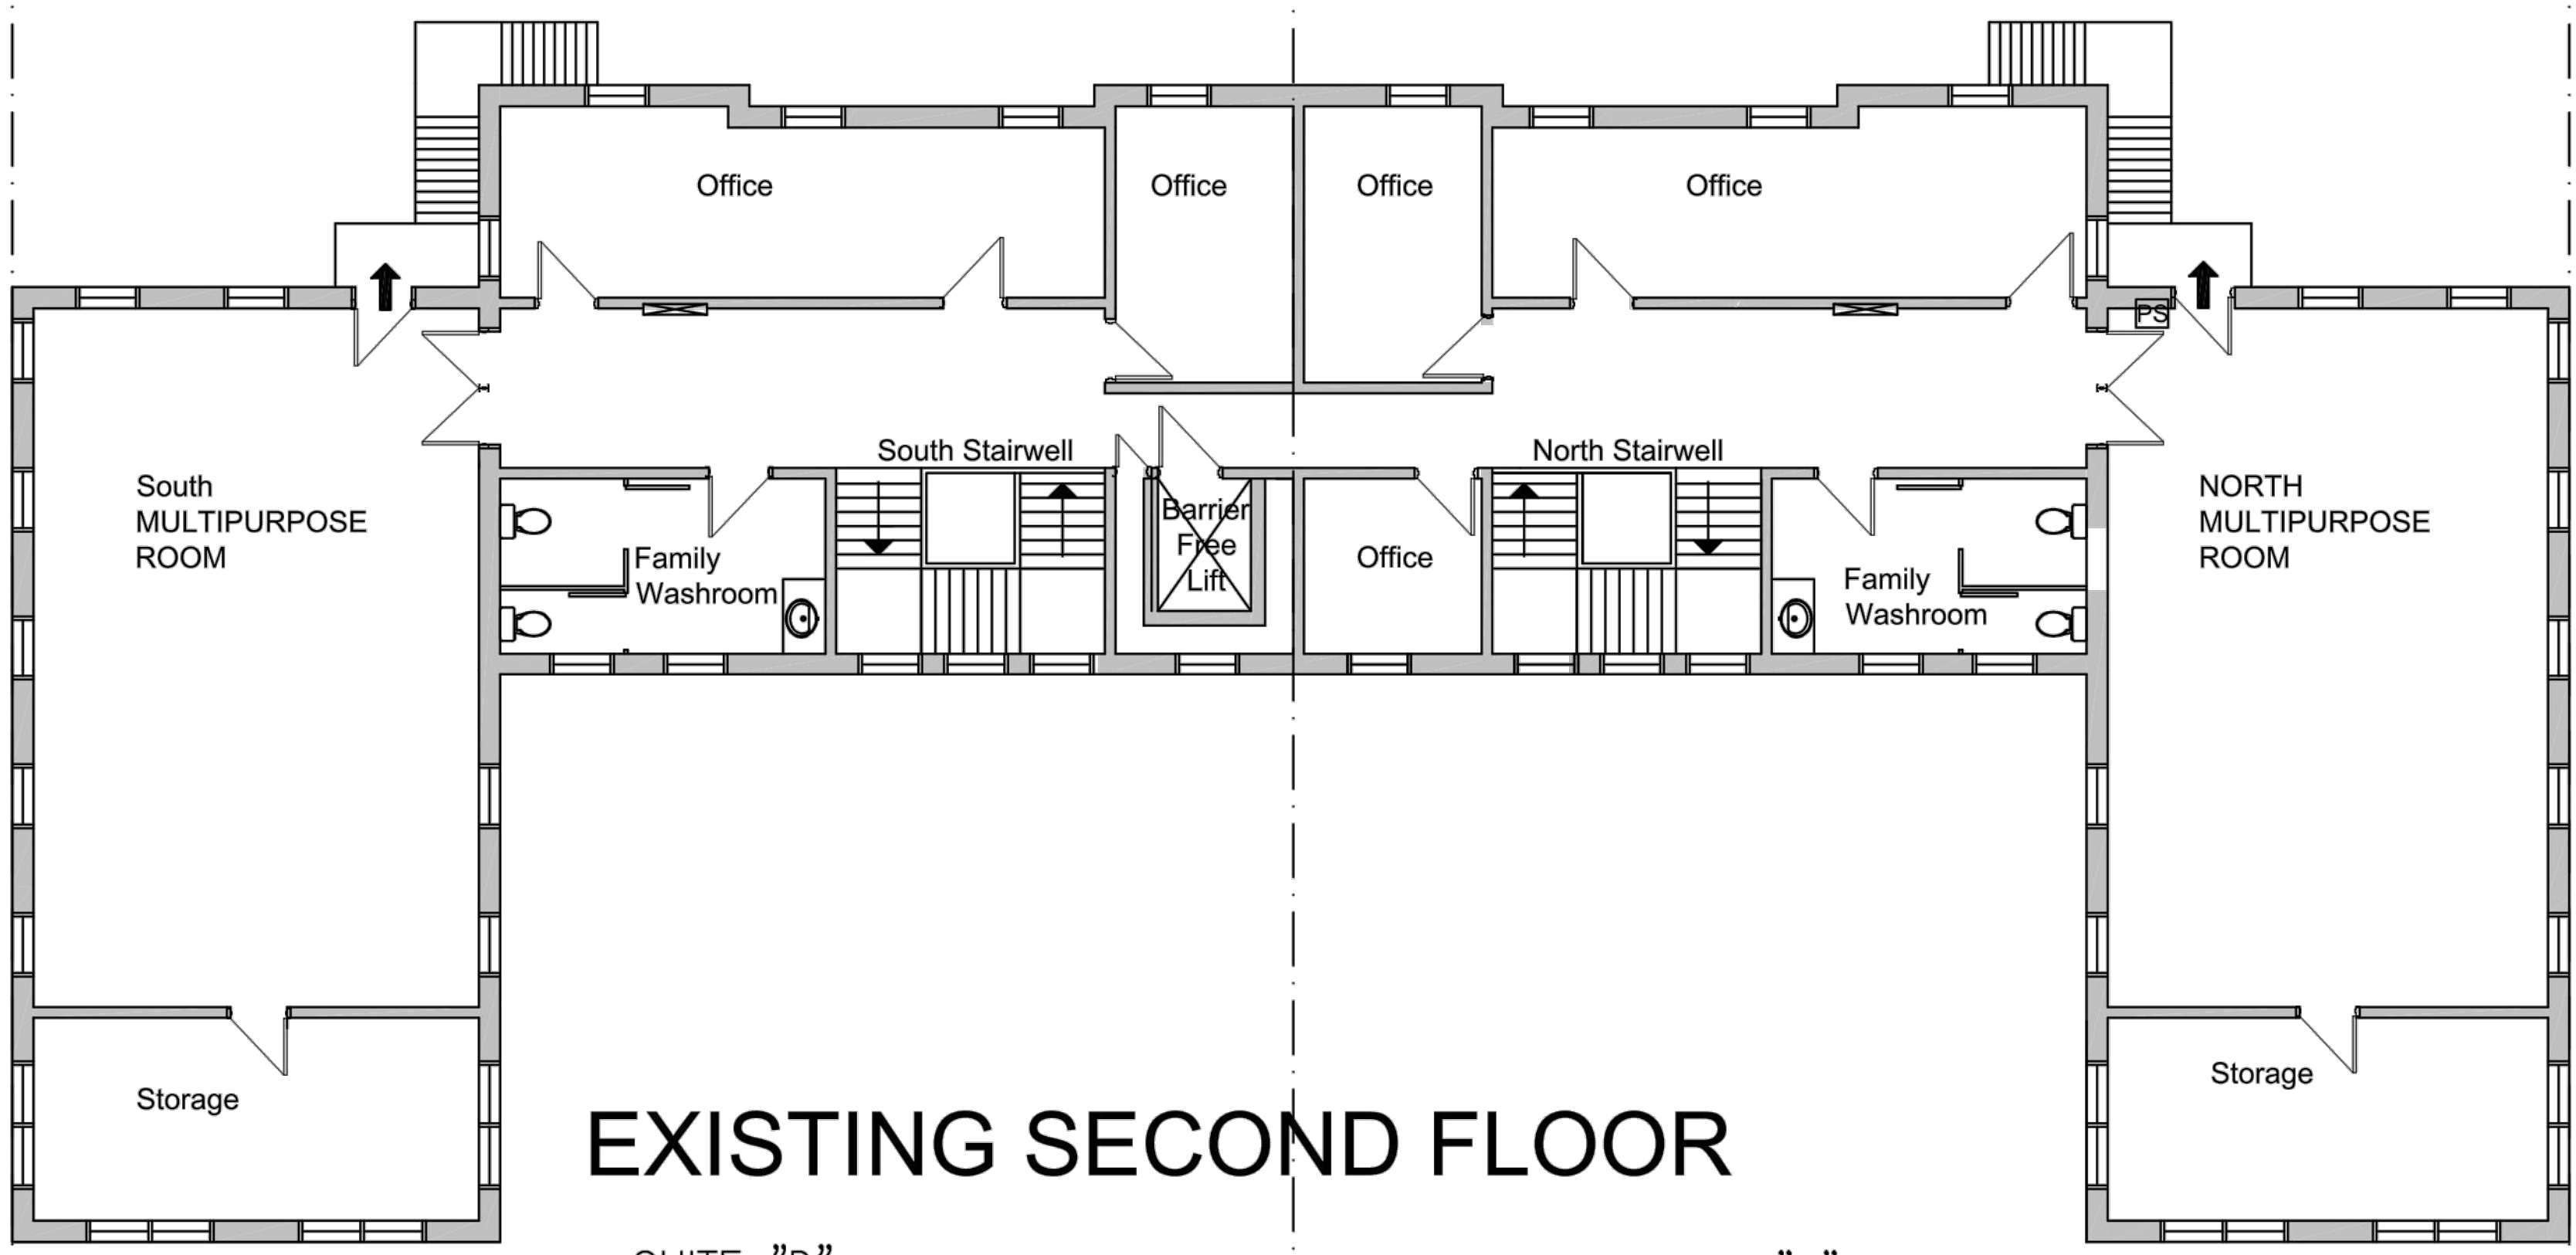 Office
Office
Office
Office
PS
South Stairwell
North Stairwell
South
MULTIPURPOSE
ROOM
Family
Washroom
Barrier
Free
Lift
Office
Family
Washroom
NORTH
MULTIPURPOSE
ROOM
Storage
Storage
EXISTING SECOND FLOOR